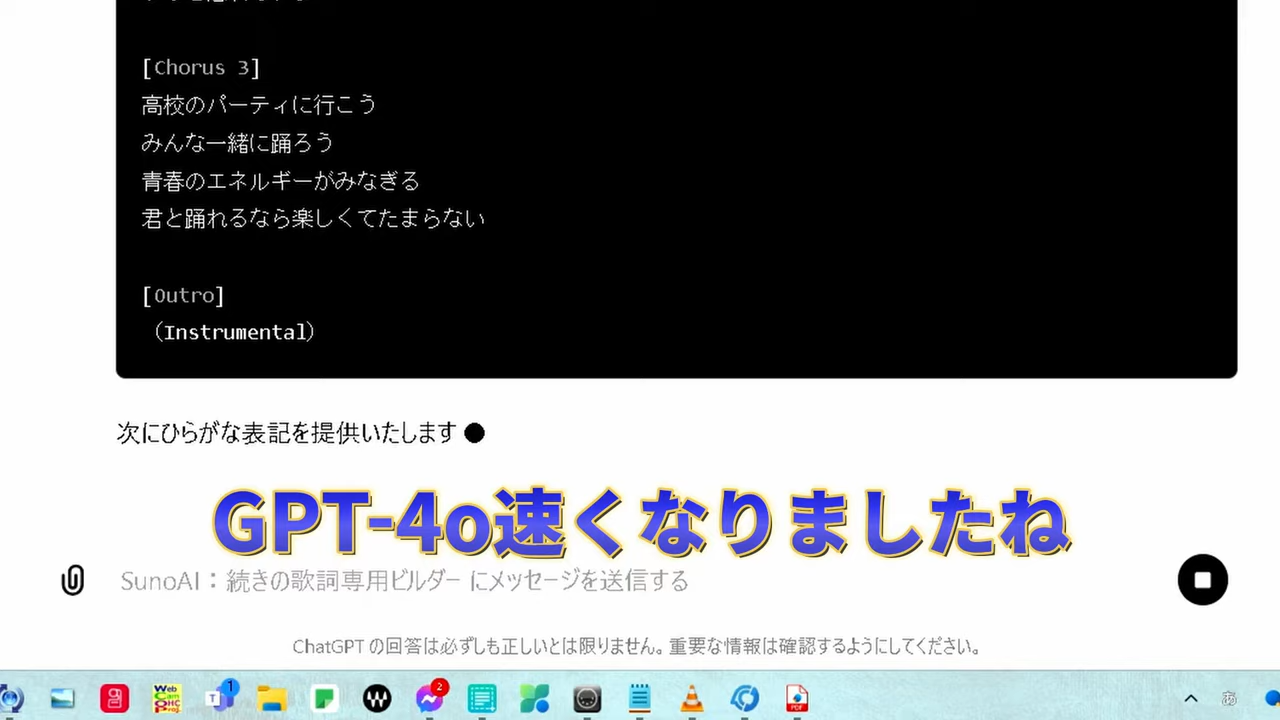 [Chorus 3]
高校のパーティに行こう
みんな一緒に踊ろう
青春のエネルギーがみなぎる
君と踊れるなら楽しくてたまらない
[Outro]
（Instrumental）
次にひらがな表記を提供いたします
GPT-4o速くなりましたね
SunoAI：続きの歌詞専用ビルダー にメッセージを送信する
ChatGPT の回答は必ずしも正しいとは限りません。重要な情報は確認するようにしてください。
Web
Cam
1
2
PDF
あ